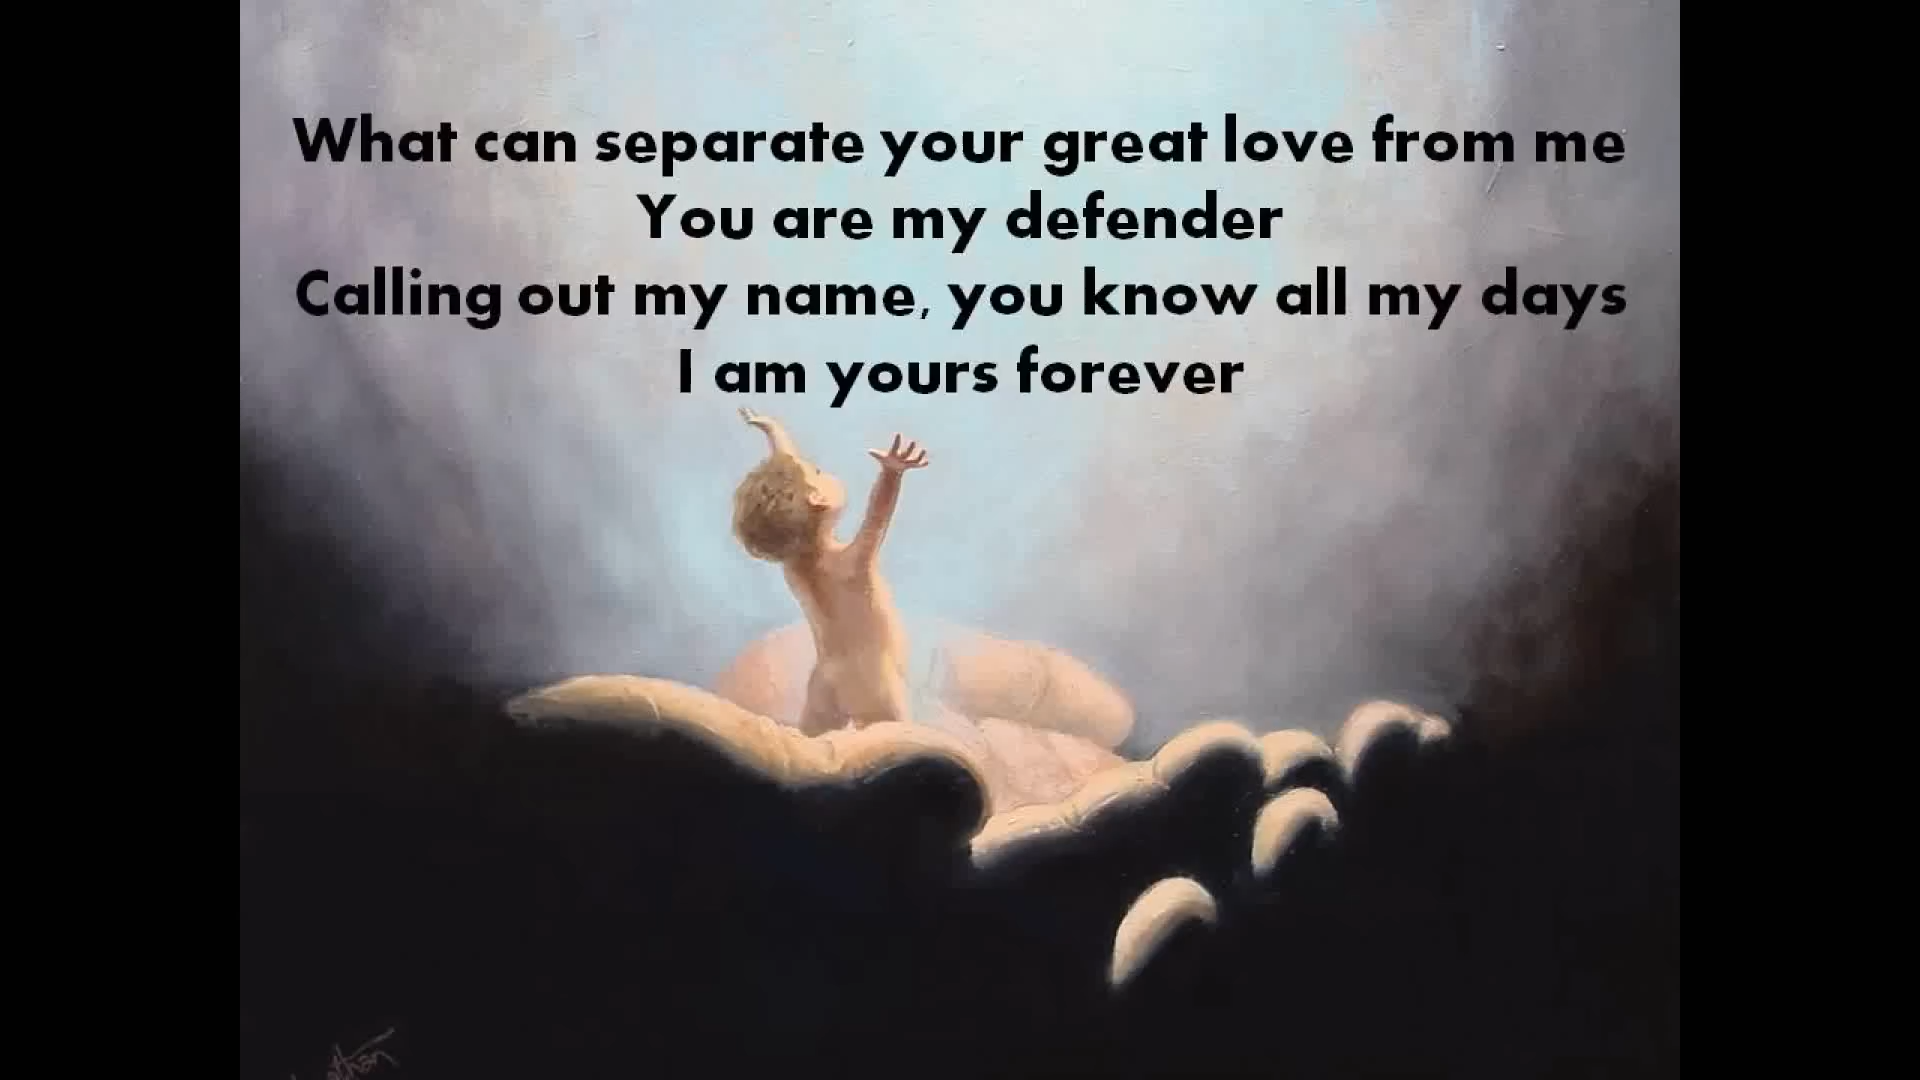 What can separate your great love from me
You are my defender
Calling out my name, you know all my days
I am yours forever